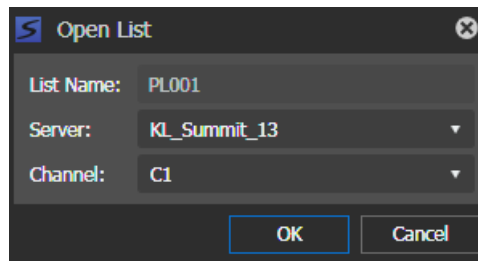 Open List
List Name: PL001
Server: KL_Summit_13
Channel: C1
OK Cancel